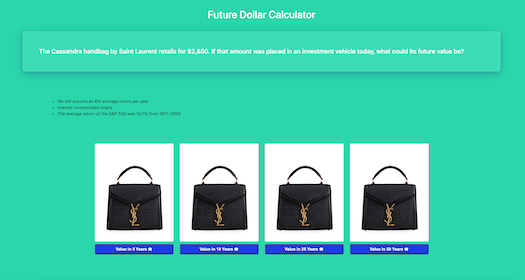 Future Dollar Calculator
The Cassandra handbag by Saint Laurent retails for $2,850. If that amount was placed in an investment vehicle today, what could its future value be?
We will assume an 8% average return per year
Interest compounded yearly
The average return of the S&P 500 was 10.1% from 1971-2020
Value in 5 Years
Value in 10 Years
Value in 25 Years
Value in 50 Years